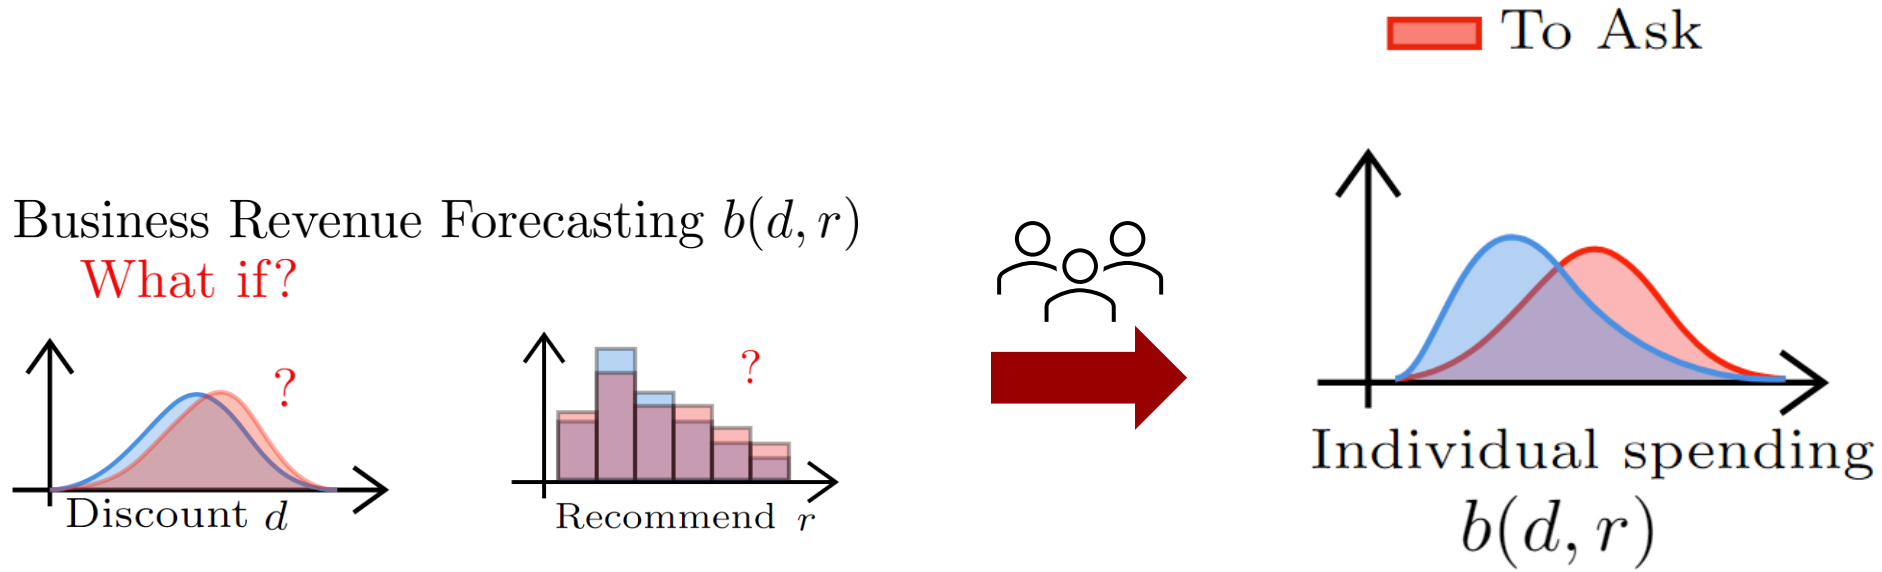 To Ask
Business Revenue Forecasting b(d, r)
What if?
?
?
Discount d
Recommend r
Individual spending
b(d, r)